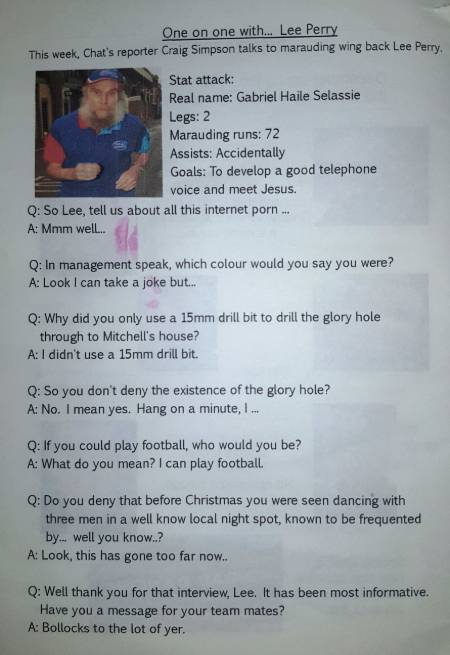 One on one with... Lee Perry
This week, Chat's reporter Craig Simpson talks to marauding wing back Lee Perry.
Stat attack:
Real name: Gabriel Haile Selassie
Legs: 2
Marauding runs: 72
Assists: Accidentally
Goals: To develop a good telephone
voice and meet Jesus.
Q: So Lee, tell us about all this internet porn ...
A: Mmm well...
Q: In management speak, which colour would you say you were?
A: Look I can take a joke but...
Q: Why did you only use a 15mm drill bit to drill the glory hole
through to Mitchell's house?
A: I didn't use a 15mm drill bit.
Q: So you don't deny the existence of the glory hole?
A: No. I mean yes. Hang on a minute, I ...
Q: If you could play football, who would you be?
A: What do you mean? I can play football.
Q: Do you deny that before Christmas you were seen dancing with
three men in a well know local night spot, known to be frequented
by... well you know..?
A: Look, this has gone too far now..
Q: Well thank you for that interview, Lee. It has been most informative.
Have you a message for your team mates?
A: Bollocks to the lot of yer.